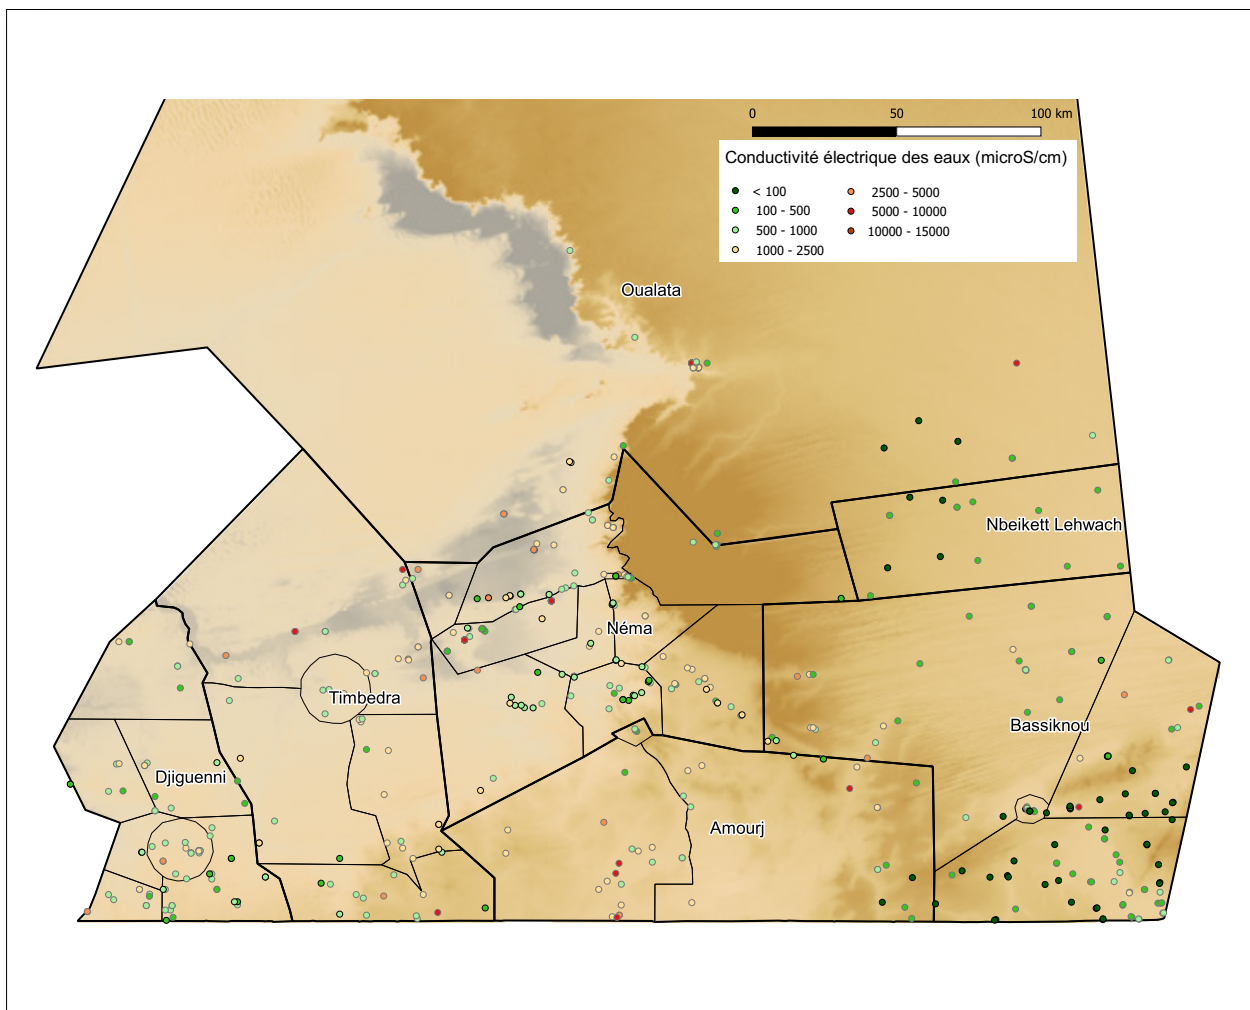 0 50 100 km
Conductivité électrique des eaux (microS/cm)
< 100 2500 - 5000
100 - 500 5000 - 10000
500 - 1000 10000 - 15000
1000 - 2500
Oualata
Nbeikett Lehwach
Néma
Timbedra
Bassiknou
Djiguenni
Amourj